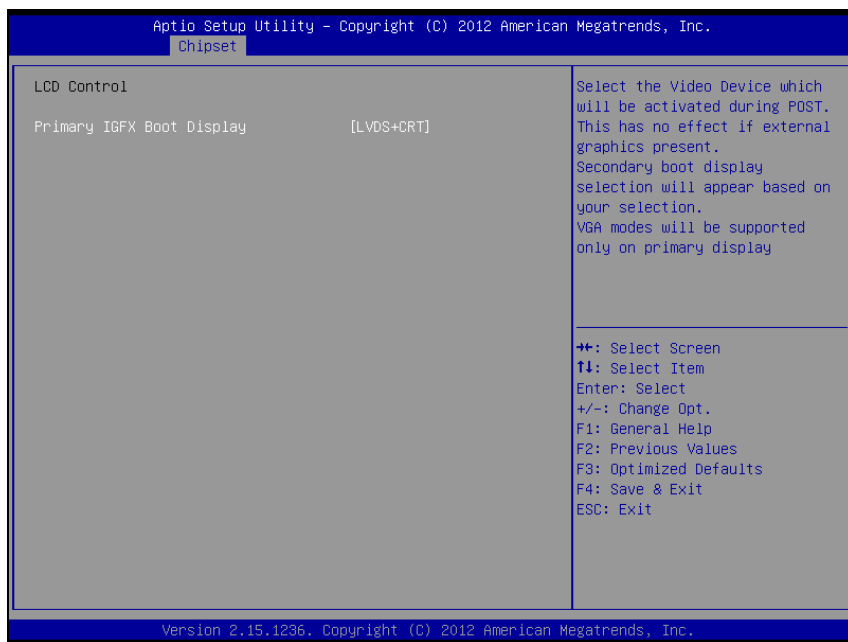 Aptio Setup Utility – Copyright (C) 2012 American Megatrends, Inc.
Chipset
LCD Control
Primary IGFX Boot Display [LVDS+CRT]
Select the Video Device which
will be activated during POST.
This has no effect if external
graphics present.
Secondary boot display
selection will appear based on
your selection.
VGA modes will be supported
only on primary display
→←: Select Screen
↑↓: Select Item
Enter: Select
+/-: Change Opt.
F1: General Help
F2: Previous Values
F3: Optimized Defaults
F4: Save & Exit
ESC: Exit
Version 2.15.1236. Copyright (C) 2012 American Megatrends, Inc.